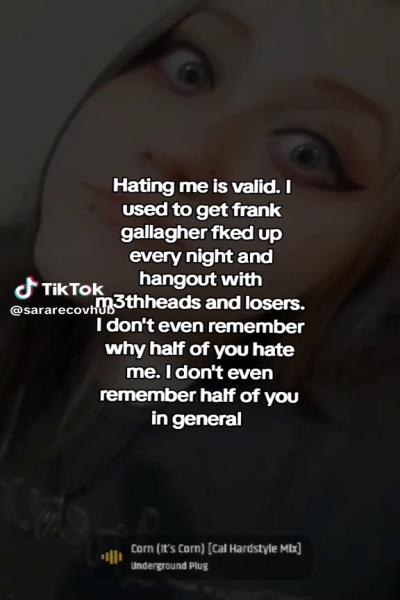 Hating me is valid. I
used to get frank
gallagher fked up
every night and
hangout with
m3thheads and losers.
I don't even remember
why half of you hate
me. I don't even
remember half of you
in general
TikTok
@sararecovhub
Corn (It's Corn) [Cal Hardstyle Mix]
Underground Plug